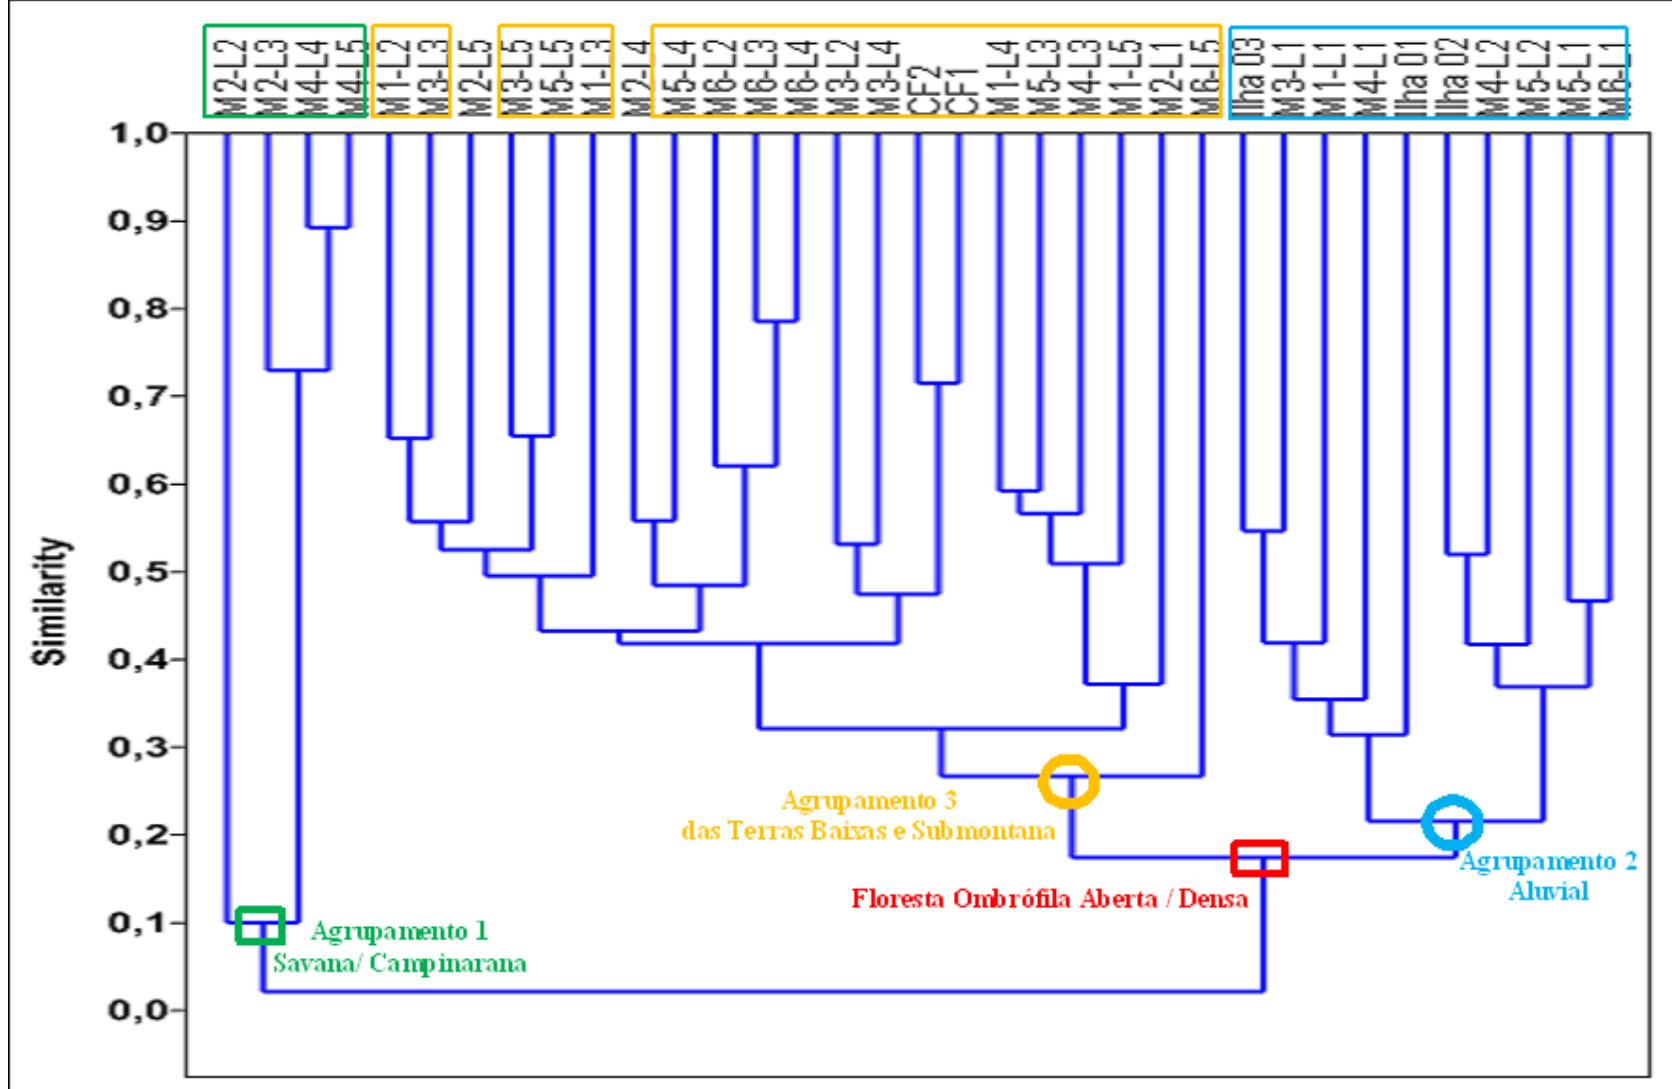 M2-L2
M2-L3
M4-L4
M4-L5
M1-L2
M3-L3
M2-L5
M3-L5
M5-L5
M1-L3
M2-L4
M5-L4
M6-L2
M6-L3
M6-L4
M3-L2
M3-L4
CF2
CF1
M1-L4
M5-L3
M4-L3
M1-L5
M2-L1
M6-L5
Ilha 03
M3-L1
M1-L1
M4-L1
Ilha 01
Ilha 02
M4-L2
M5-L2
M5-L1
M6-L1
1,0
0,9
0,8
0,7
0,6
0,5
0,4
0,3
0,2
0,1
0,0
Similarity
Agrupamento 3
das Terras Baixas e Submontana
Agrupamento 2
Aluvial
Floresta Ombrófila Aberta / Densa
Agrupamento 1
Savana/ Campinarana